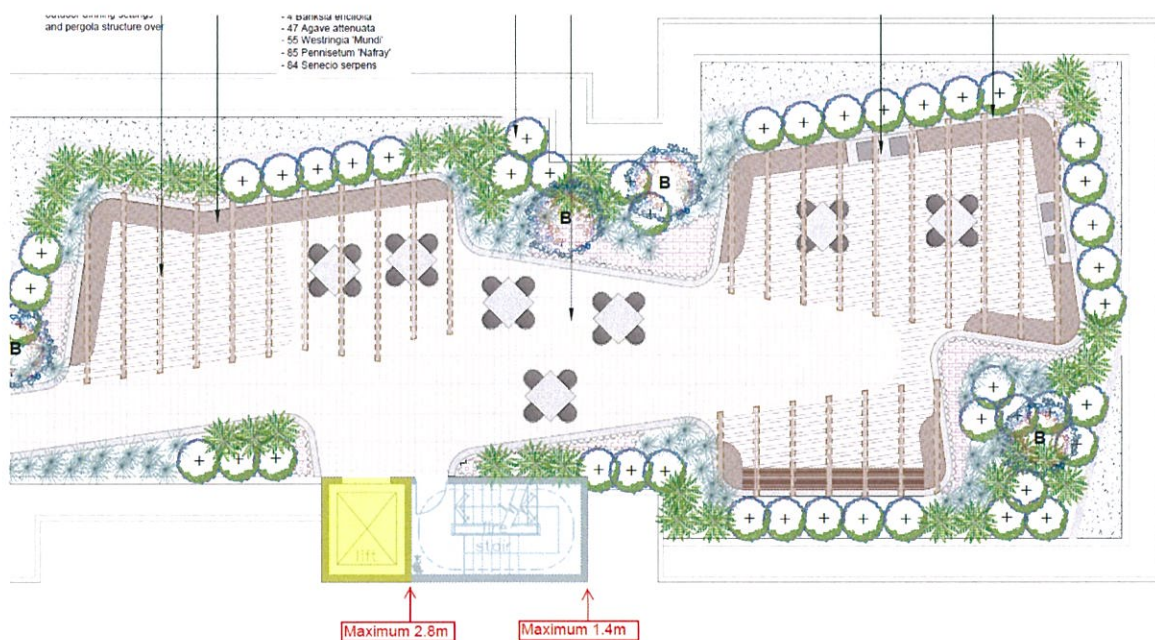 and pergola structure over
- 4 Banksia ericifolia
- 47 Agave attenuata
- 55 Westringia 'Mundi'
- 85 Pennisetum 'Nafray'
- 84 Senecio serpens
B
B
B
B
lift
stair
Maximum 2.8m
Maximum 1.4m